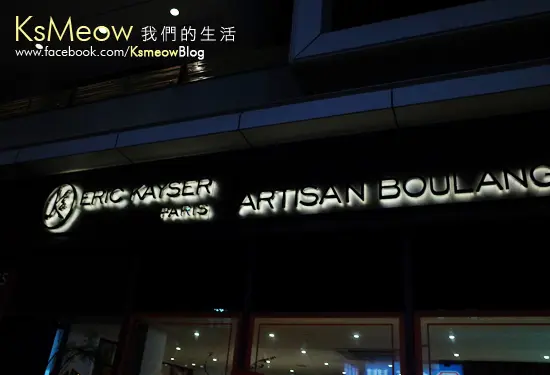 KsMeow 我們的生活
www.facebook.com/KsmeowBlog
ERIC KAYSER ARTISAN BOULANG
PARIS